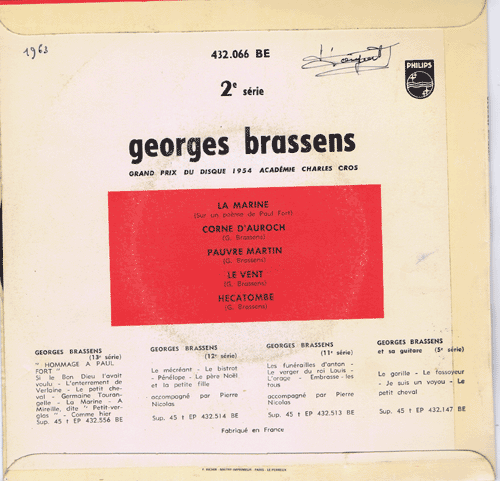 1963
432.066 BE
PHILIPS
2e série
georges brassens
GRAND PRIX DU DISQUE 1954 ACADÉMIE CHARLES CROS
LA MARINE
(Sur un poème de Paul Fort)
CORNE D'AUROCH
(G. Brassens)
PAUVRE MARTIN
(G. Brassens)
LE VENT
(G. Brassens)
HECATOMBE
(G. Brassens)
GEORGES BRASSENS
(13e série)
" HOMMAGE A PAUL
FORT "
Si le Bon Dieu l'avait
voulu - L'enterrement de
Verlaine - Le petit che-
val - Germaine Touran-
gelle - La Marine - A
Mireille, dite " Petit-ver-
glas " - Comme hier
Sup. 45 t EP 432.556 BE
GEORGES BRASSENS
(12e série)
Le mécréant - Le bistrot
- Pénélope - Le père Noël
et la petite fille
accompagné par Pierre
Nicolas
Sup. 45 t EP 432.514 BE
GEORGES BRASSENS
(11e série)
Les funérailles d'antan -
Le verger du roi Louis -
L'orage - Embrasse-les
tous
accompagné par Pierre
Nicolas
Sup. 45 t EP 432.513 BE
GEORGES BRASSENS
et sa guitare (5e série)
Le gorille - Le fossoyeur
- Je suis un voyou - Le
petit cheval
Sup. 45 t EP 432.147 BE
Fabriqué en France